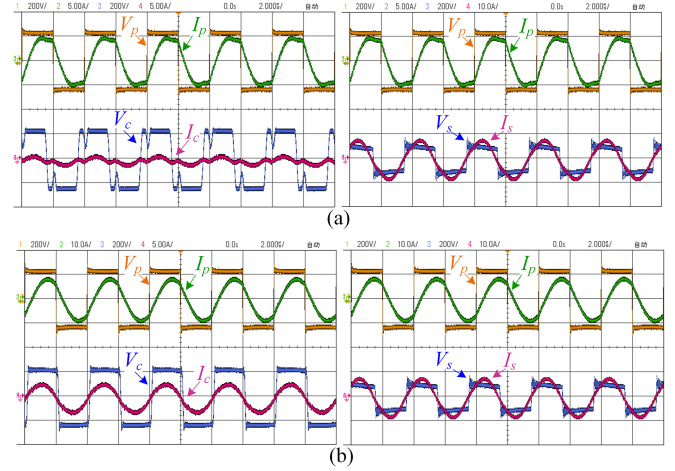 1 200V/ 2 5.00A/ 3 200V/ 4 5.00A/ 0.0s 2.000$/ 自动
1 200V/ 2 5.00A/ 3 200V/ 4 10.0A/ 0.0s 2.000$/ 自动
Vp Ip
Vp Ip
Vc Ic
Vs Is
(a)
1 200V/ 2 10.0A/ 3 200V/ 4 5.00A/ 0.0s 2.000$/ 自动
1 200V/ 2 10.0A/ 3 200V/ 4 10.0A/ 0.0s 2.000$/ 自动
Vp Ip
Vp Ip
Vc Ic
Vs Is
(b)